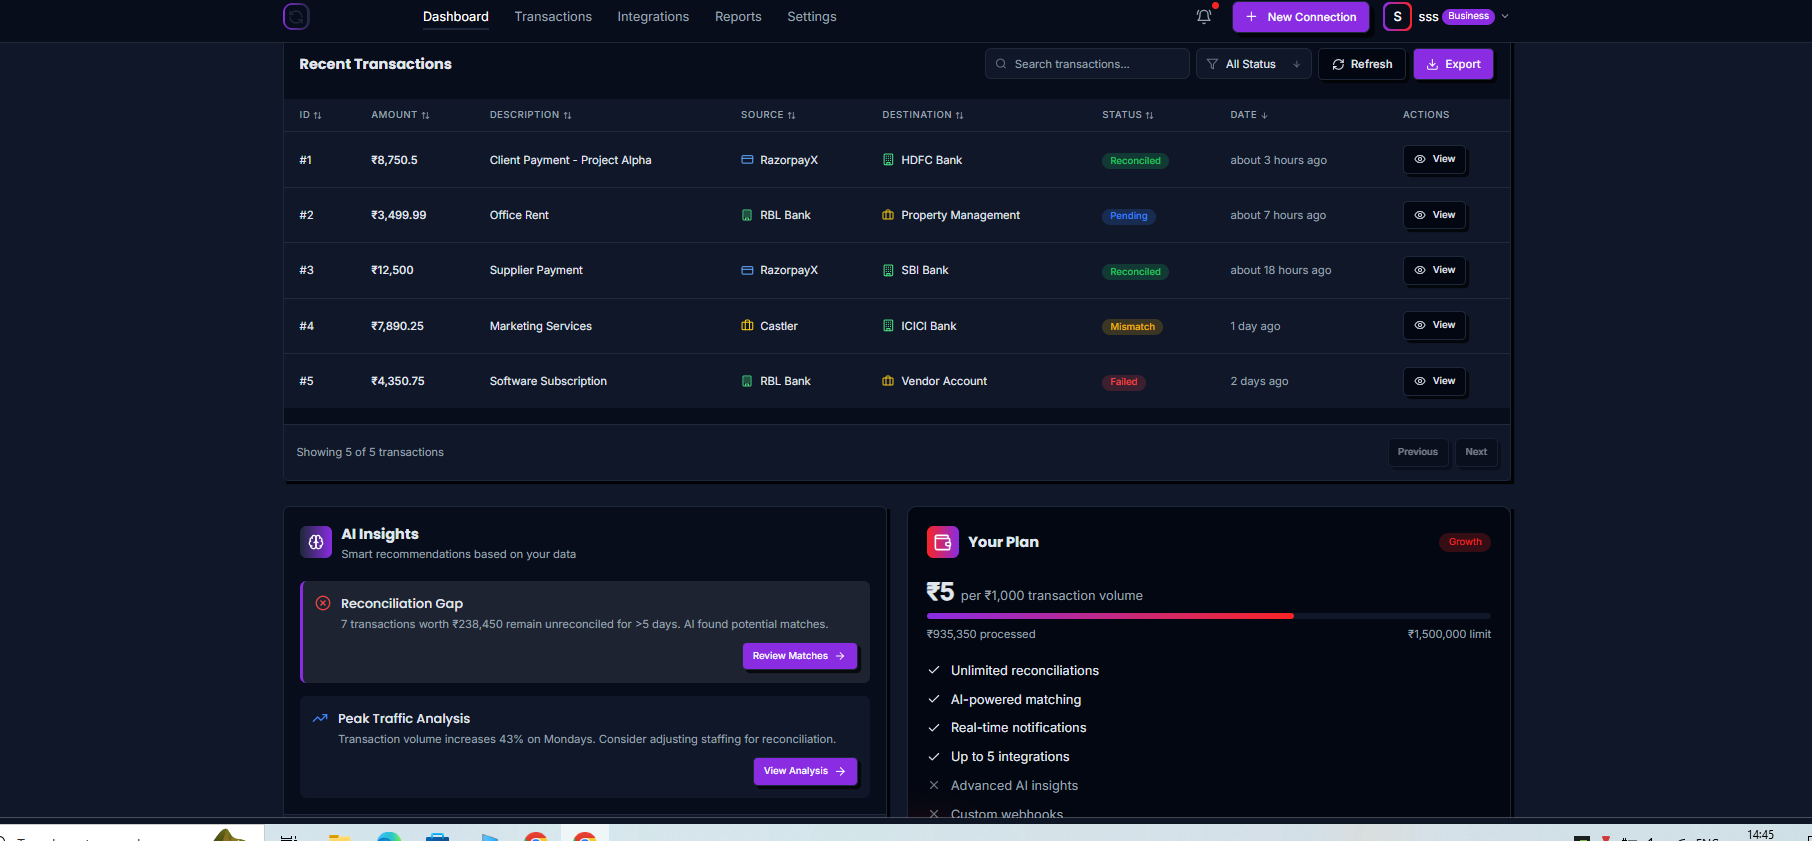 Dashboard Transactions Integrations Reports Settings New Connection S sss Business
Recent Transactions Search transactions... All Status Refresh Export
ID AMOUNT DESCRIPTION SOURCE DESTINATION STATUS DATE ACTIONS
#1 ₹8,750.5 Client Payment - Project Alpha RazorpayX HDFC Bank Reconciled about 3 hours ago View
#2 ₹3,499.99 Office Rent RBL Bank Property Management Pending about 7 hours ago View
#3 ₹12,500 Supplier Payment RazorpayX SBI Bank Reconciled about 18 hours ago View
#4 ₹7,890.25 Marketing Services Castler ICICI Bank Mismatch 1 day ago View
#5 ₹4,350.75 Software Subscription RBL Bank Vendor Account Failed 2 days ago View
Showing 5 of 5 transactions Previous Next
AI Insights
Smart recommendations based on your data
Reconciliation Gap
7 transactions worth ₹238,450 remain unreconciled for >5 days. AI found potential matches.
Review Matches
Peak Traffic Analysis
Transaction volume increases 43% on Mondays. Consider adjusting staffing for reconciliation.
View Analysis
Your Plan Growth
₹5 per ₹1,000 transaction volume
₹935,350 processed ₹1,500,000 limit
Unlimited reconciliations
AI-powered matching
Real-time notifications
Up to 5 integrations
Advanced AI insights
Custom webhooks
14:45